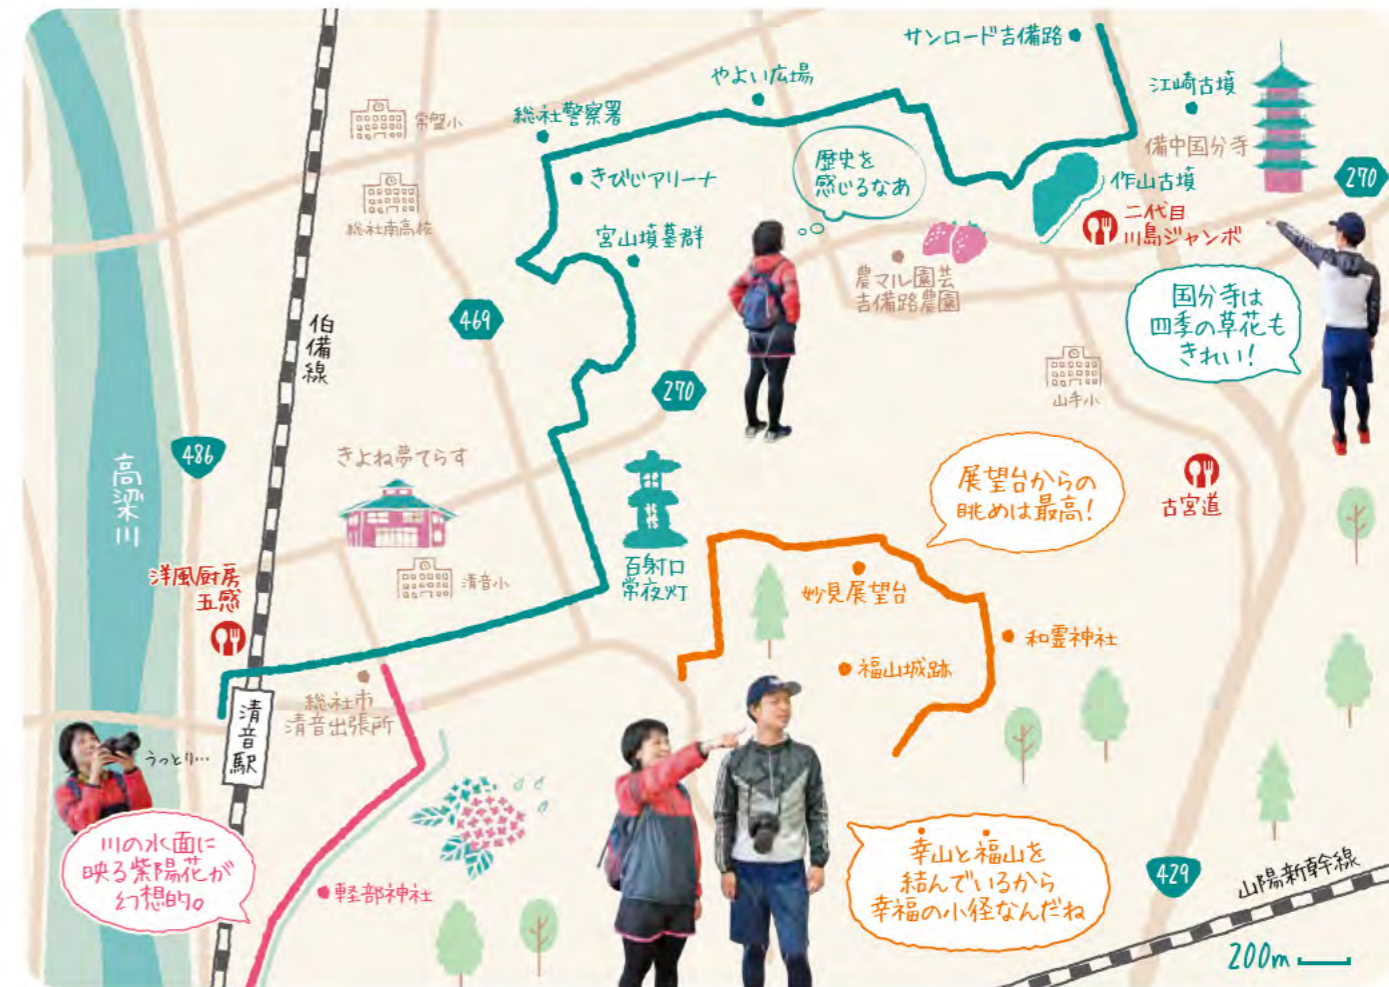 サンロード吉備路
やよい広場
江崎古墳
総社警察署
常盤小
備中国分寺
歴史を
感じるなあ
きびじアリーナ
作山古墳
270
二代目
川島ジャンボ
総社南高校
宮山墳墓群
農マル園芸
吉備路農園
国分寺は
四季の草花も
きれい!
469
伯備線
270
山手小
486
きよね夢てらす
高梁川
展望台からの
眺めは最高!
古宮道
洋風厨房
五感
清音小
百射口
常夜灯
妙見展望台
和霊神社
福山城跡
総社市
清音出張所
清音駅
うっとり…
川の水面に
映る紫陽花が
幻想的。
軽部神社
幸山と福山を
結んでいるから
幸福の小径なんだね
429
山陽新幹線
200m